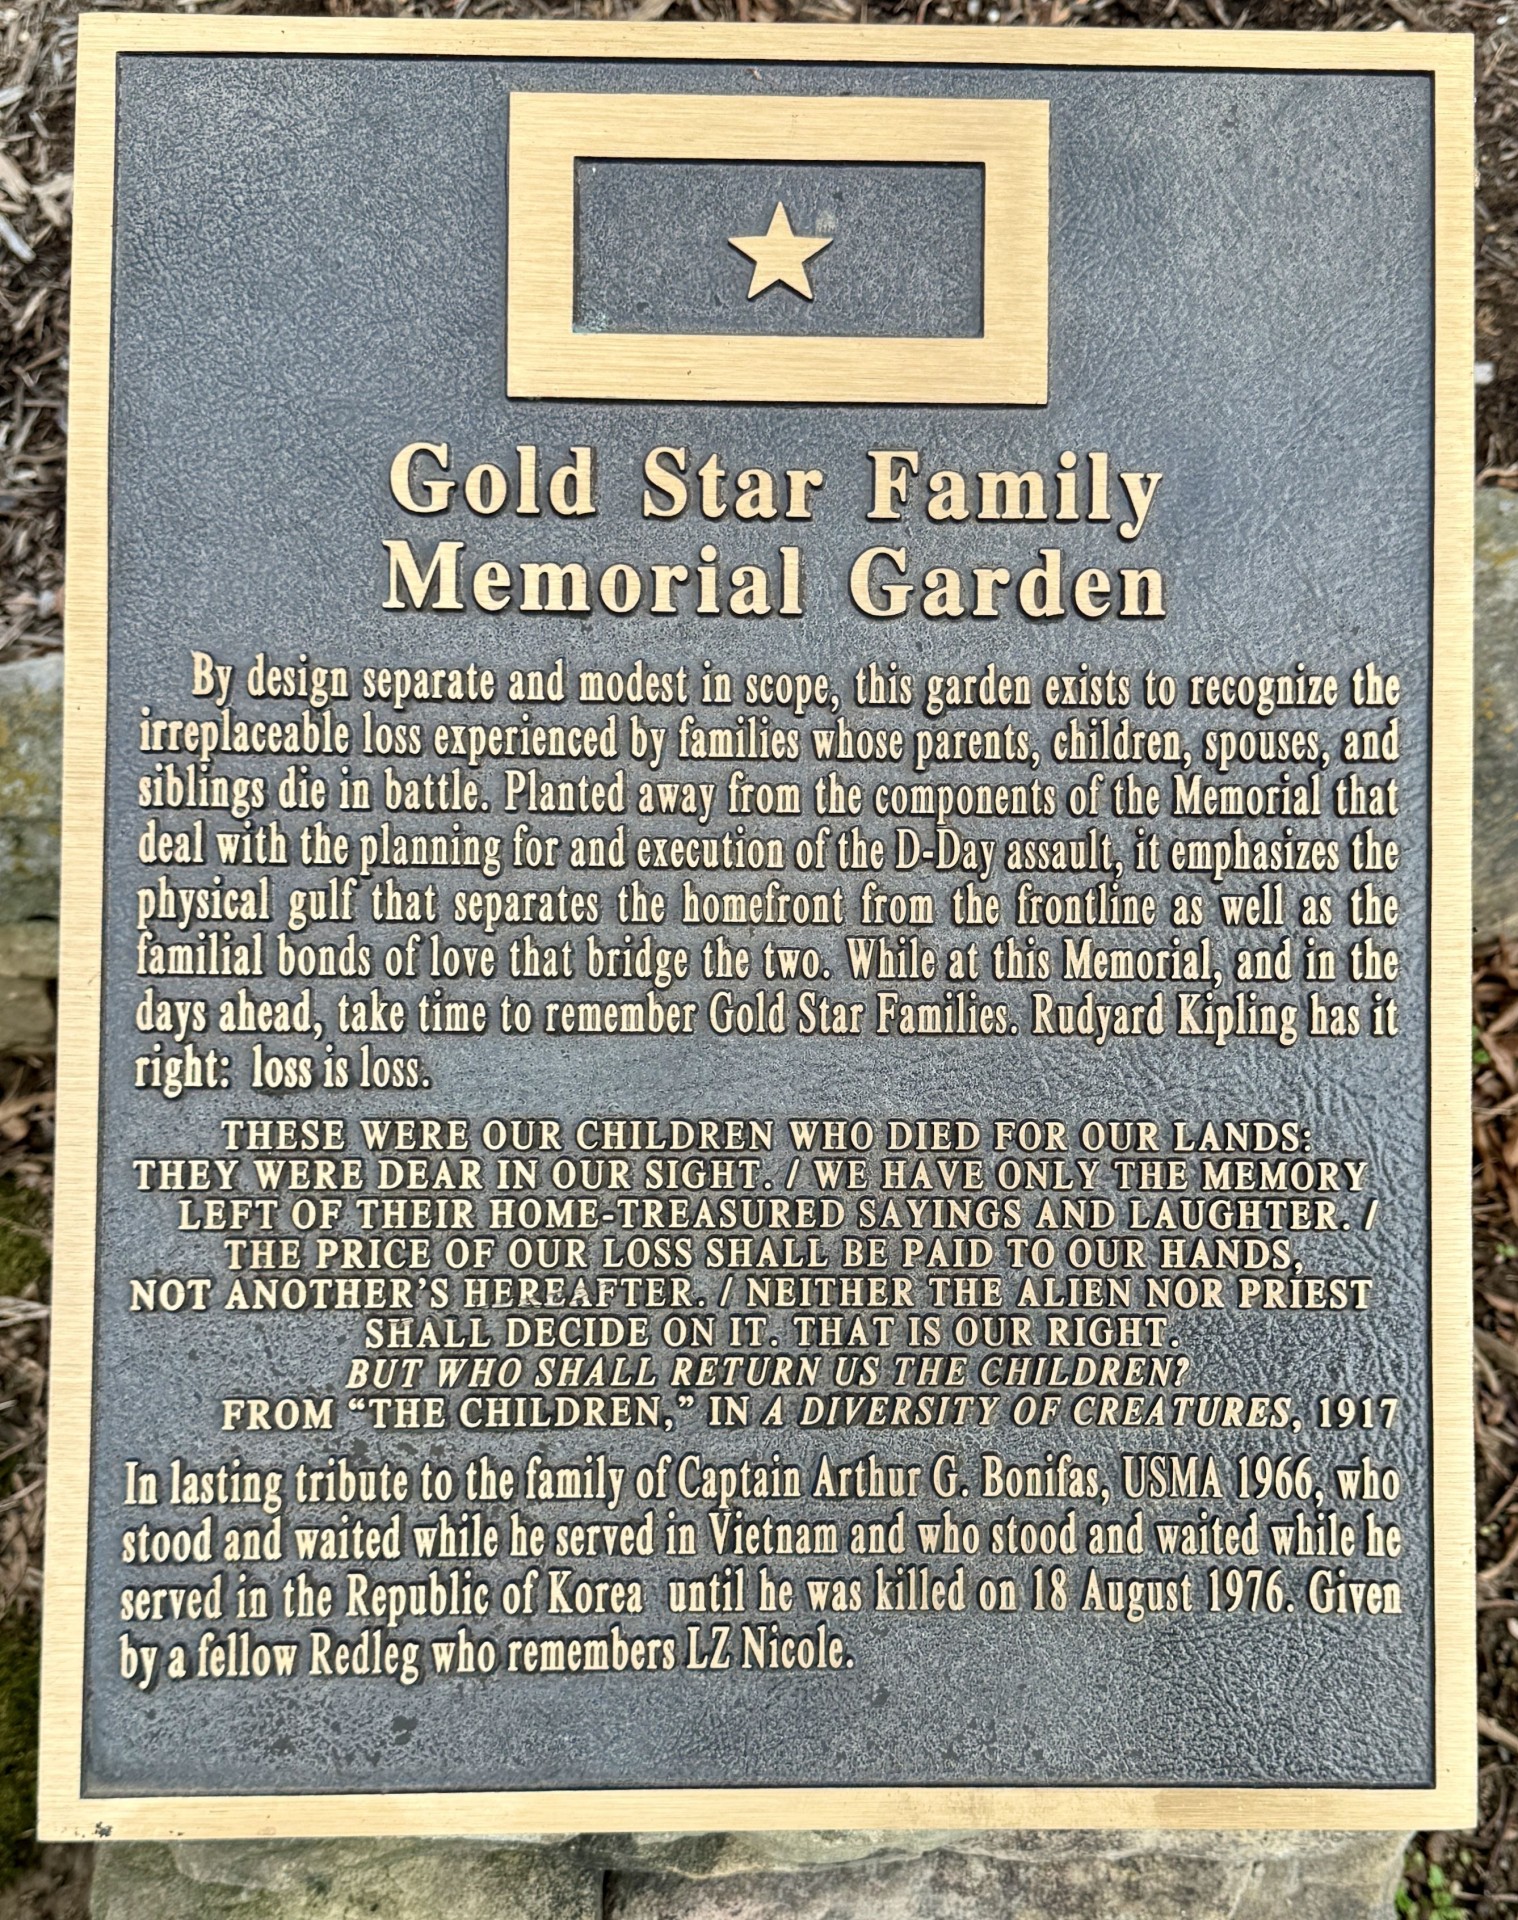 Gold Star Family
Memorial Garden
By design separate and modest in scope, this garden exists to recognize the
irreplaceable loss experienced by families whose parents, children, spouses, and
siblings die in battle. Planted away from the components of the Memorial that
deal with the planning for and execution of the D-Day assault, it emphasizes the
physical gulf that separates the homefront from the frontline as well as the
familial bonds of love that bridge the two. While at this Memorial, and in the
days ahead, take time to remember Gold Star Families. Rudyard Kipling has it
right: loss is loss.
THESE WERE OUR CHILDREN WHO DIED FOR OUR LANDS:
THEY WERE DEAR IN OUR SIGHT. / WE HAVE ONLY THE MEMORY
LEFT OF THEIR HOME-TREASURED SAYINGS AND LAUGHTER. /
THE PRICE OF OUR LOSS SHALL BE PAID TO OUR HANDS,
NOT ANOTHER'S HEREAFTER. / NEITHER THE ALIEN NOR PRIEST
SHALL DECIDE ON IT. THAT IS OUR RIGHT.
BUT WHO SHALL RETURN US THE CHILDREN?
FROM “THE CHILDREN,” IN A DIVERSITY OF CREATURES, 1917
In lasting tribute to the family of Captain Arthur G. Bonifas, USMA 1966, who
stood and waited while he served in Vietnam and who stood and waited while he
served in the Republic of Korea until he was killed on 18 August 1976. Given
by a fellow Redleg who remembers LZ Nicole.